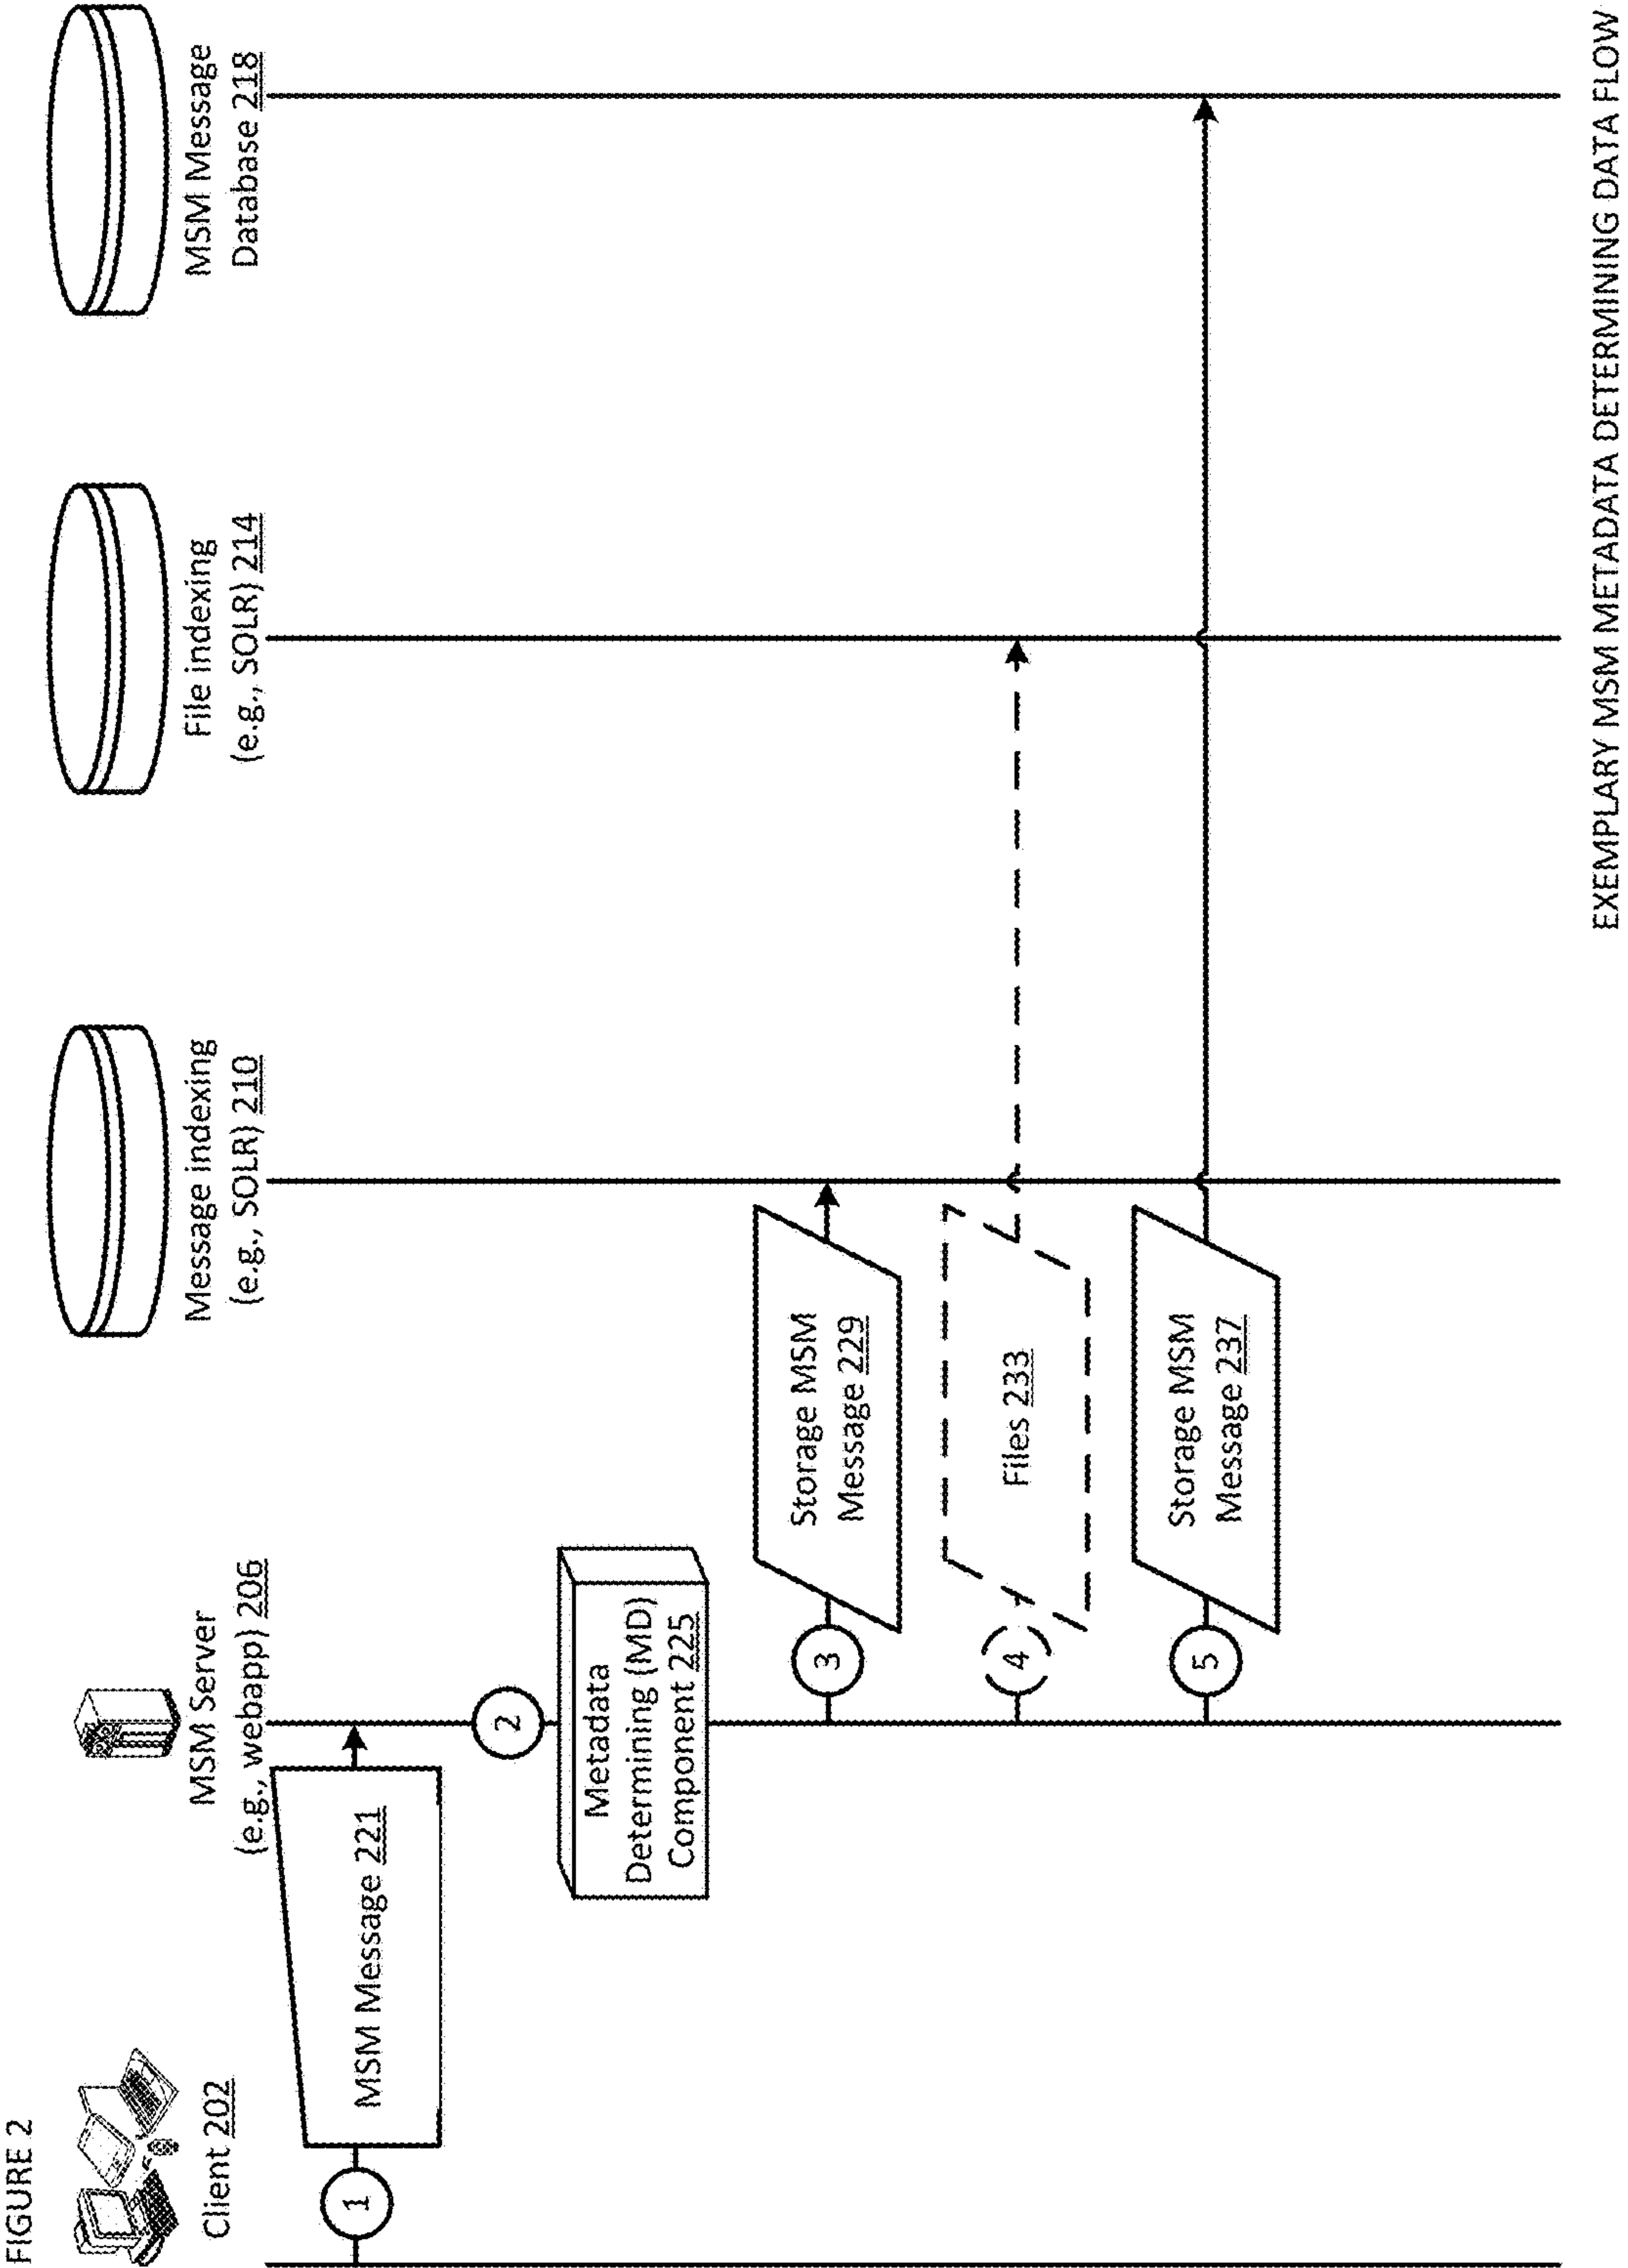 FIGURE 2
Client 202
MSM Server
(e.g., webapp) 206
Message indexing
(e.g., SOLR) 210
File indexing
(e.g., SOLR) 214
MSM Message
Database 218
1
MSM Message 221
2
Metadata
Determining (MD)
Component 225
3
Storage MSM
Message 229
4
Files 233
5
Storage MSM
Message 237
EXEMPLARY MSM METADATA DETERMINING DATA FLOW